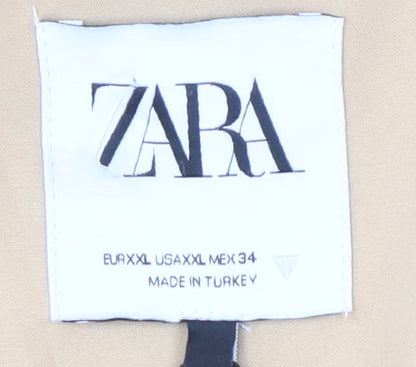 ZARA
EUR XXL USA XXL MEX 34
MADE IN TURKEY